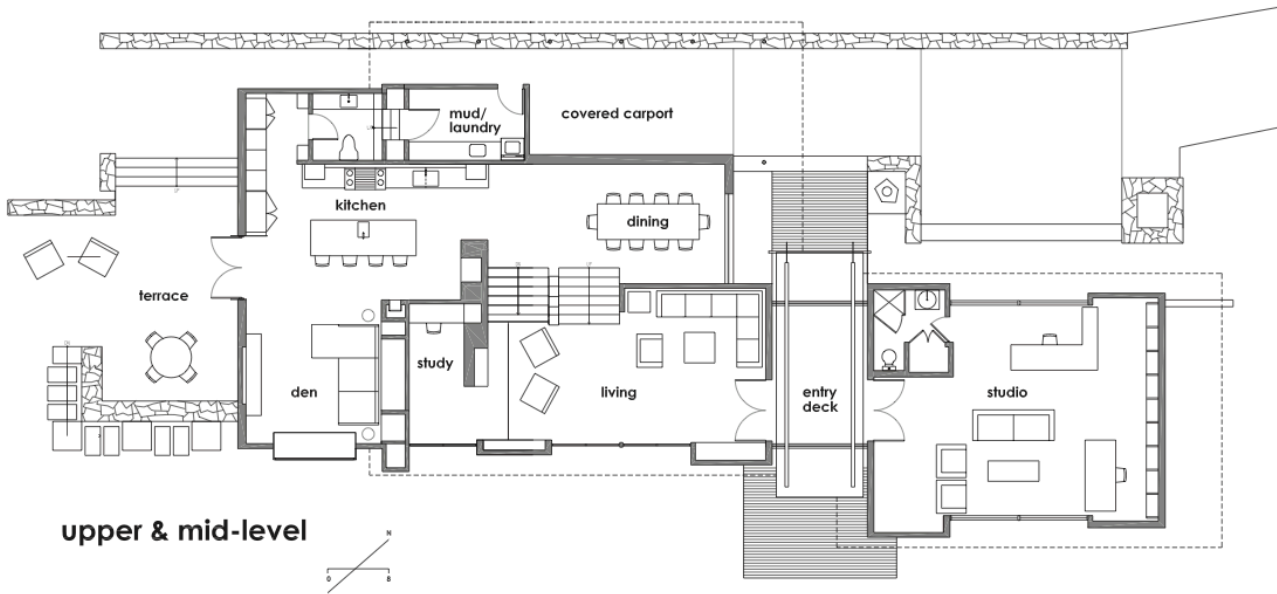 mud/
laundry
covered carport
kitchen
dining
terrace
study
den
living
entry
deck
studio
upper & mid-level
N
0 8